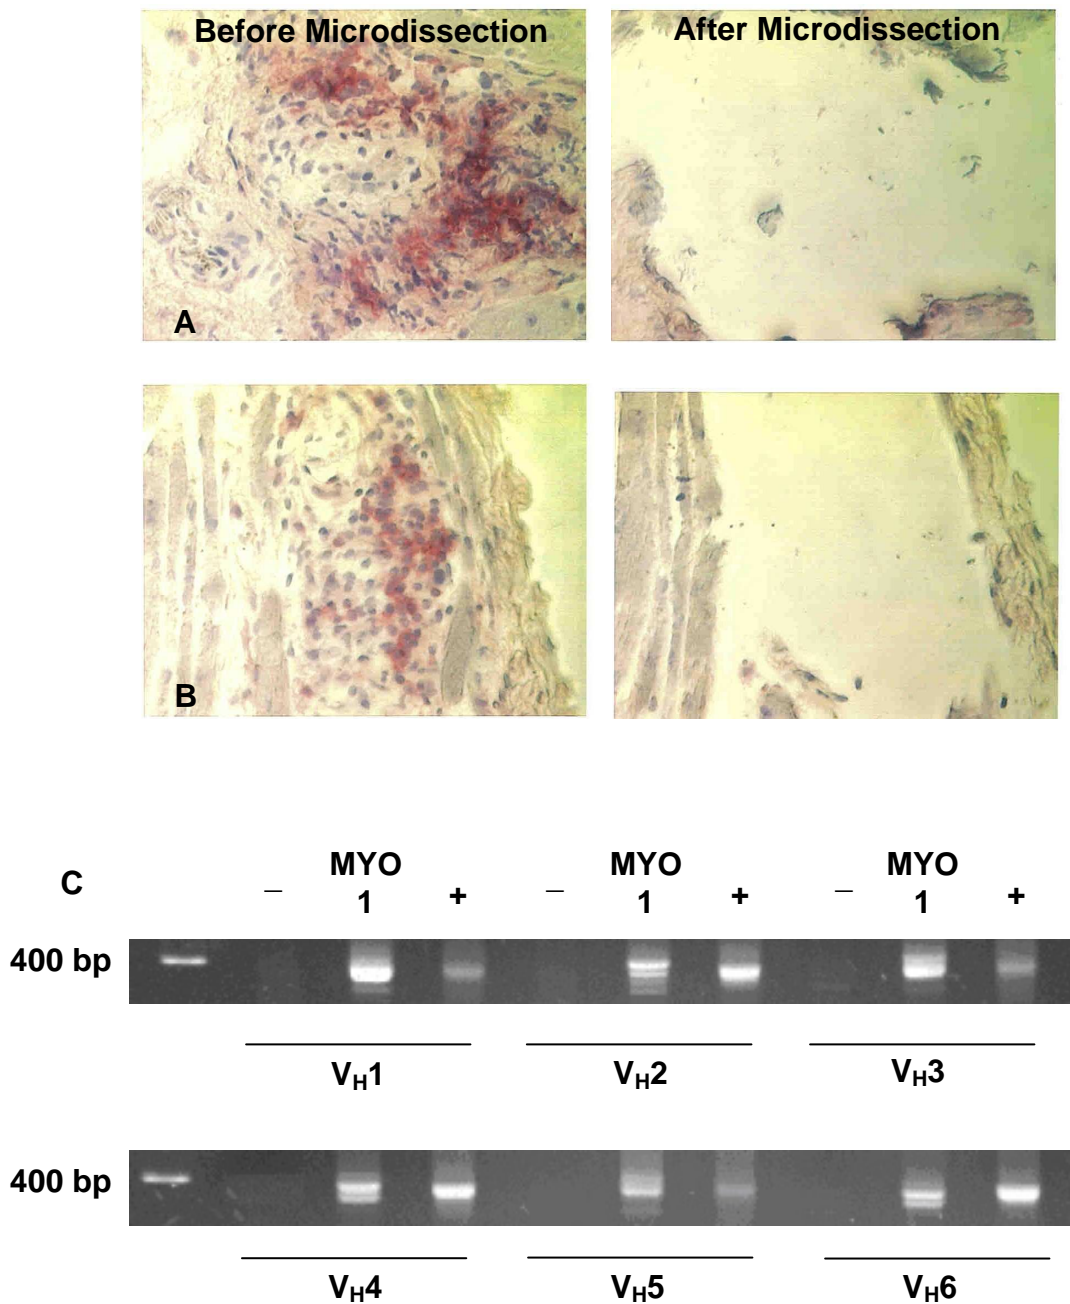 Before Microdissection
After Microdissection
A
B
C
– MYO 1 + – MYO 1 + – MYO 1 +
400 bp
VH1 VH2 VH3
400 bp
VH4 VH5 VH6